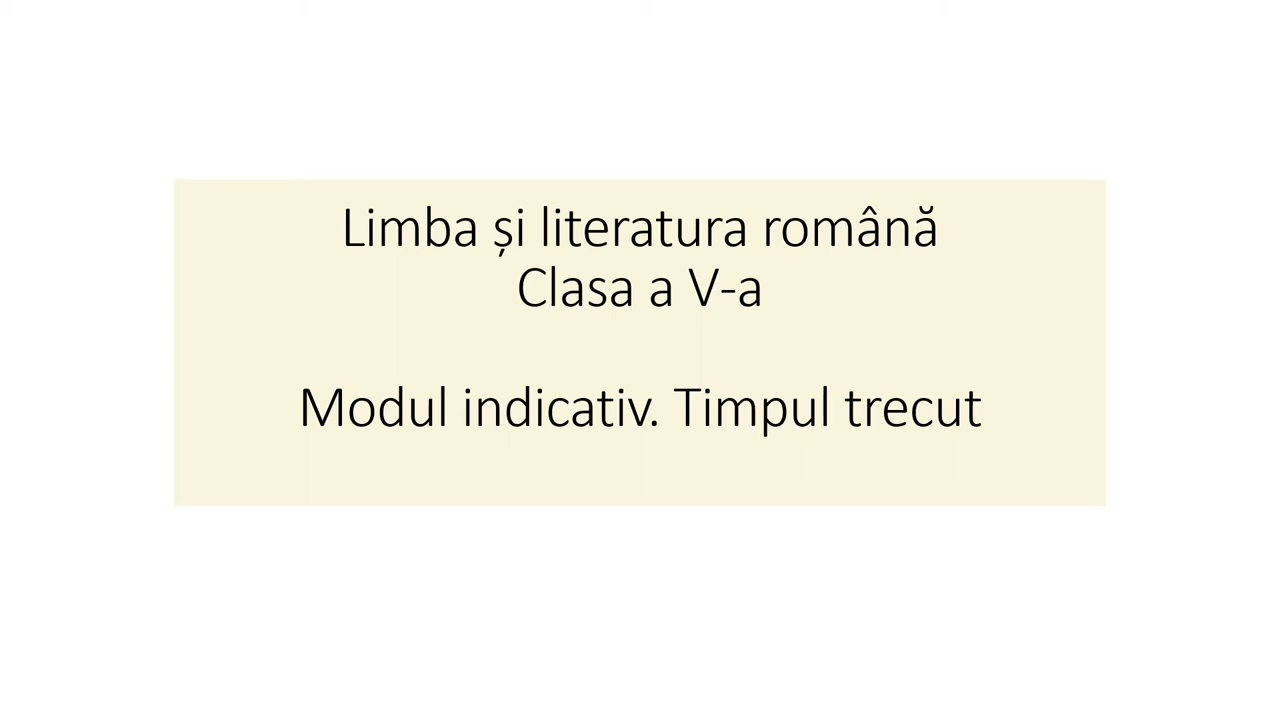 Limba și literatura română
Clasa a V-a
Modul indicativ. Timpul trecut